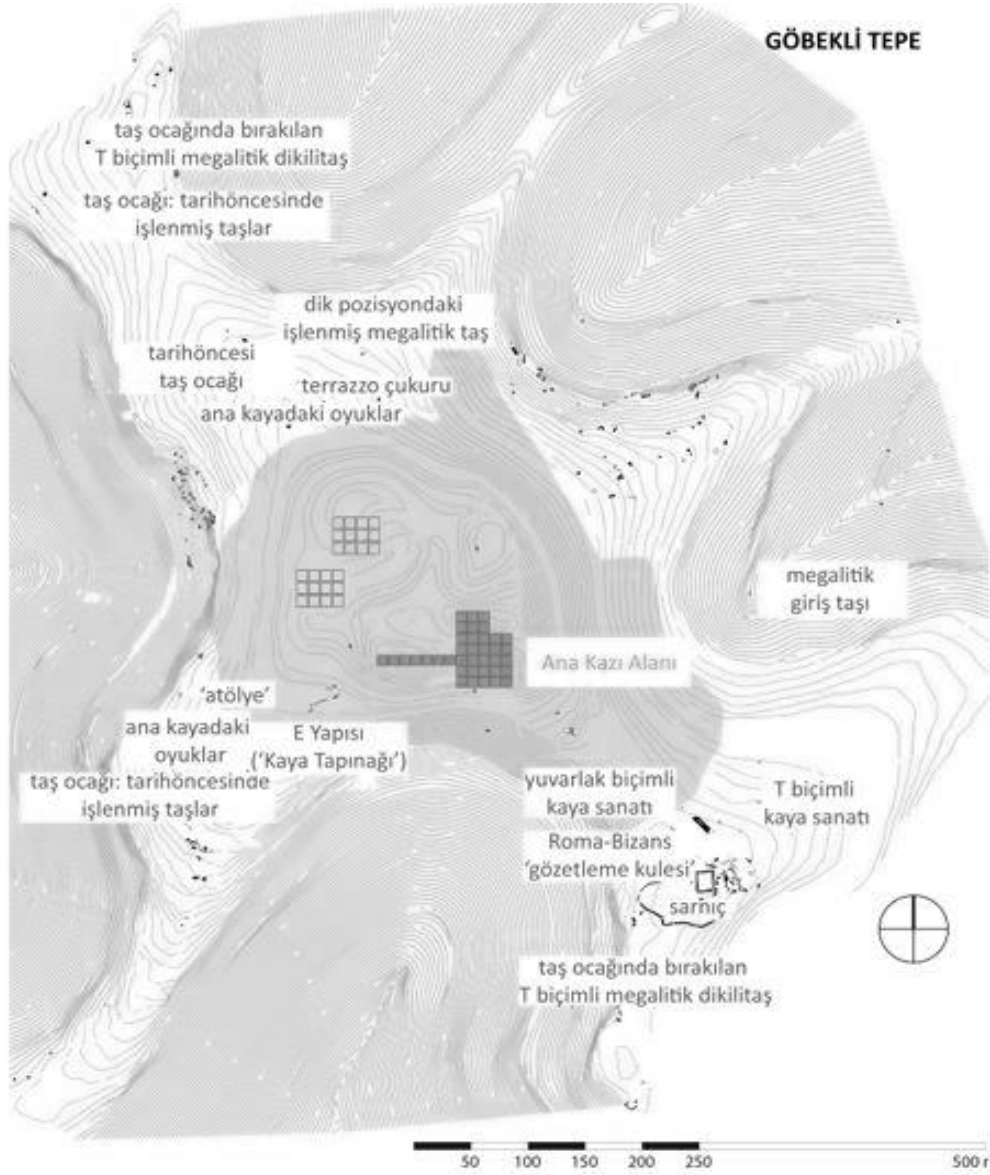 GÖBEKLİ TEPE
taş ocağında bırakılan
T biçimli megalitik dikilitaş
taş ocağı: tarihöncesinde
işlenmiş taşlar
dik pozisyondaki
işlenmiş megalitik taş
tarihöncesi
taş ocağı
terrazzo çukuru
ana kayadaki oyuklar
megalitik
giriş taşı
Ana Kazı Alanı
'atölye'
ana kayadaki
oyuklar
E Yapısı
('Kaya Tapınağı')
taş ocağı: tarihöncesinde
işlenmiş taşlar
yuvarlak biçimli
kaya sanatı
T biçimli
kaya sanatı
Roma-Bizans
'gözetleme kulesi'
sarnıç
taş ocağında bırakılan
T biçimli megalitik dikilitaş
50 100 150 200 250 500 m